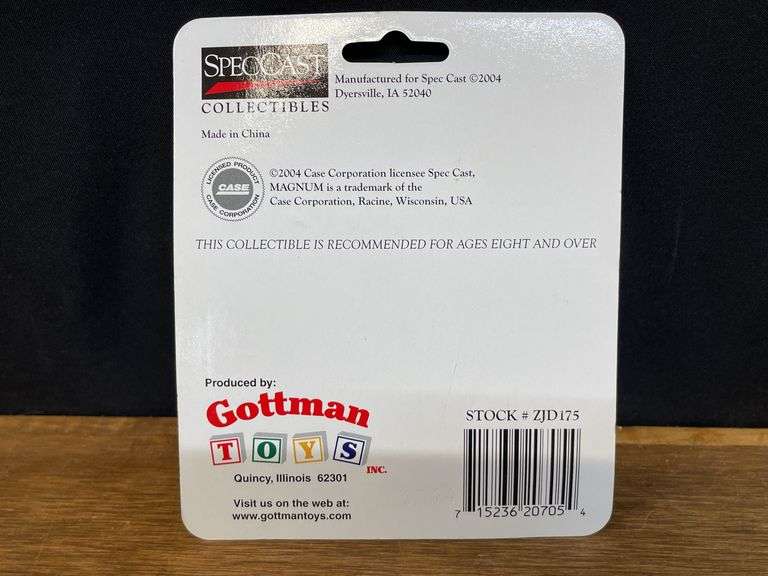 SPECCAST
COLLECTIBLES
Manufactured for Spec Cast ©2004
Dyersville, IA 52040
Made in China
LICENSED PRODUCT
CASE
CASE CORPORATION
©2004 Case Corporation licensee Spec Cast,
MAGNUM is a trademark of the
Case Corporation, Racine, Wisconsin, USA
THIS COLLECTIBLE IS RECOMMENDED FOR AGES EIGHT AND OVER
Produced by:
Gottman
TOYS INC.
Quincy, Illinois 62301
Visit us on the web at:
www.gottmantoys.com
STOCK # ZJD175
7 15236 20705 4